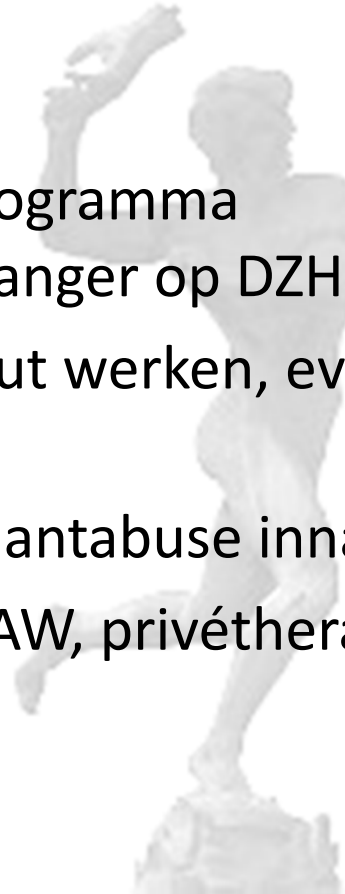 ogramma
anger op DZH
ut werken, ev
antabuse inna
AW, privéthera